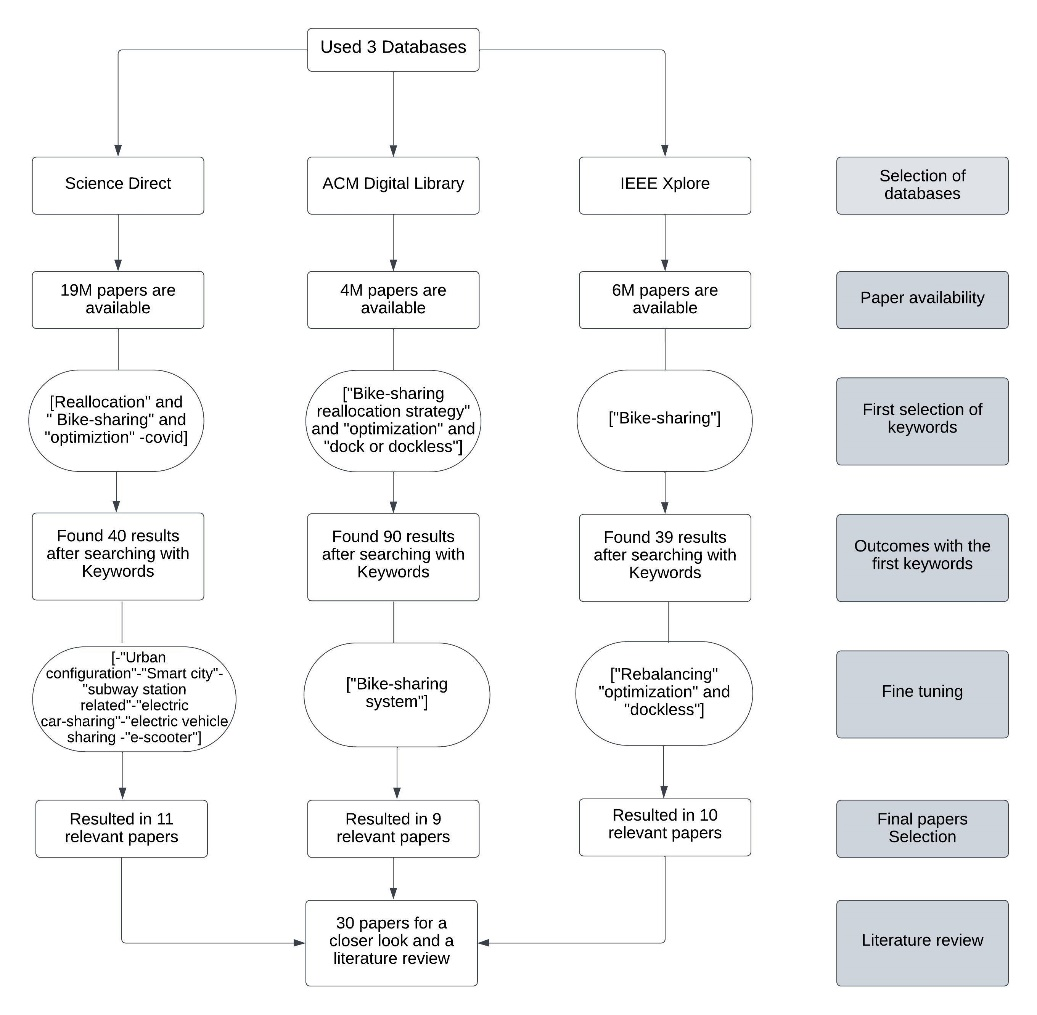 Used 3 Databases
Science Direct
ACM Digital Library
IEEE Xplore
Selection of
databases
19M papers are
available
4M papers are
available
6M papers are
available
Paper availability
[Reallocation" and
" Bike-sharing" and
"optimiztion" -covid]
["Bike-sharing
reallocation strategy"
and "optimization" and
"dock or dockless"]
["Bike-sharing"]
First selection of
keywords
Found 40 results
after searching with
Keywords
Found 90 results
after searching with
Keywords
Found 39 results
after searching with
Keywords
Outcomes with the
first keywords
[-"Urban
configuration"-"Smart city"-
"subway station
related"-"electric
car-sharing"-"electric vehicle
sharing -"e-scooter"]
["Bike-sharing
system"]
["Rebalancing"
"optimization" and
"dockless"]
Fine tuning
Resulted in 11
relevant papers
Resulted in 9
relevant papers
Resulted in 10
relevant papers
Final papers
Selection
30 papers for a
closer look and a
literature review
Literature review